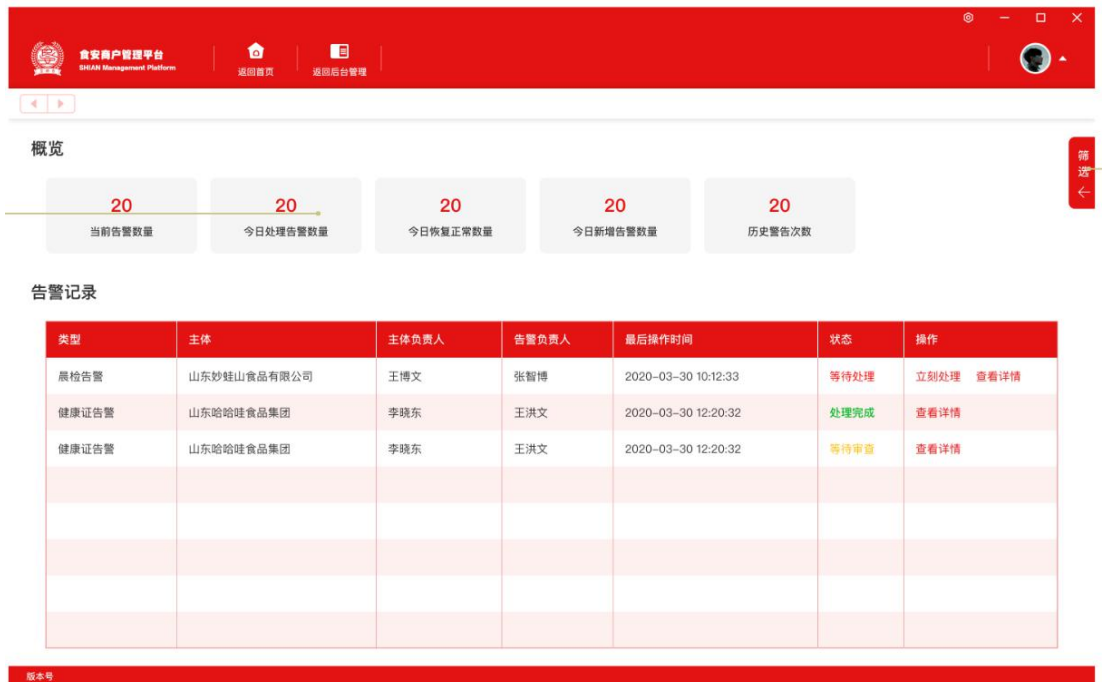 食安商户管理平台
SHIAN Management Platform
返回首页
返回后台管理
概览
筛选
20
当前告警数量
20
今日处理告警数量
20
今日恢复正常数量
20
今日新增告警数量
20
历史警告次数
告警记录
类型 主体 主体负责人 告警负责人 最后操作时间 状态 操作
晨检告警 山东妙蛙山食品有限公司 王博文 张智博 2020-03-30 10:12:33 等待处理 立刻处理 查看详情
健康证告警 山东哈哈哇食品集团 李晓东 王洪文 2020-03-30 12:20:32 处理完成 查看详情
健康证告警 山东哈哈哇食品集团 李晓东 王洪文 2020-03-30 12:20:32 等待审查 查看详情
版本号